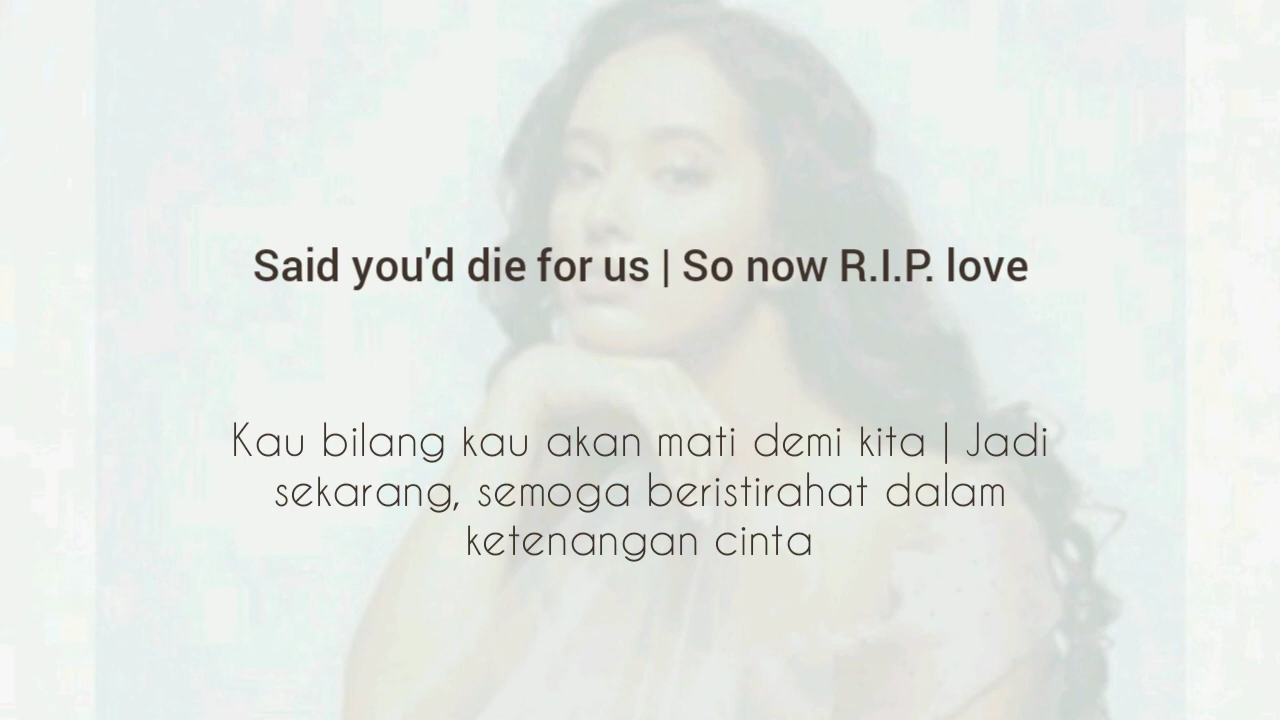 Said you'd die for us | So now R.I.P. love
Kau bilang kau akan mati demi kita | Jadi
sekarang, semoga beristirahat dalam
ketenangan cinta